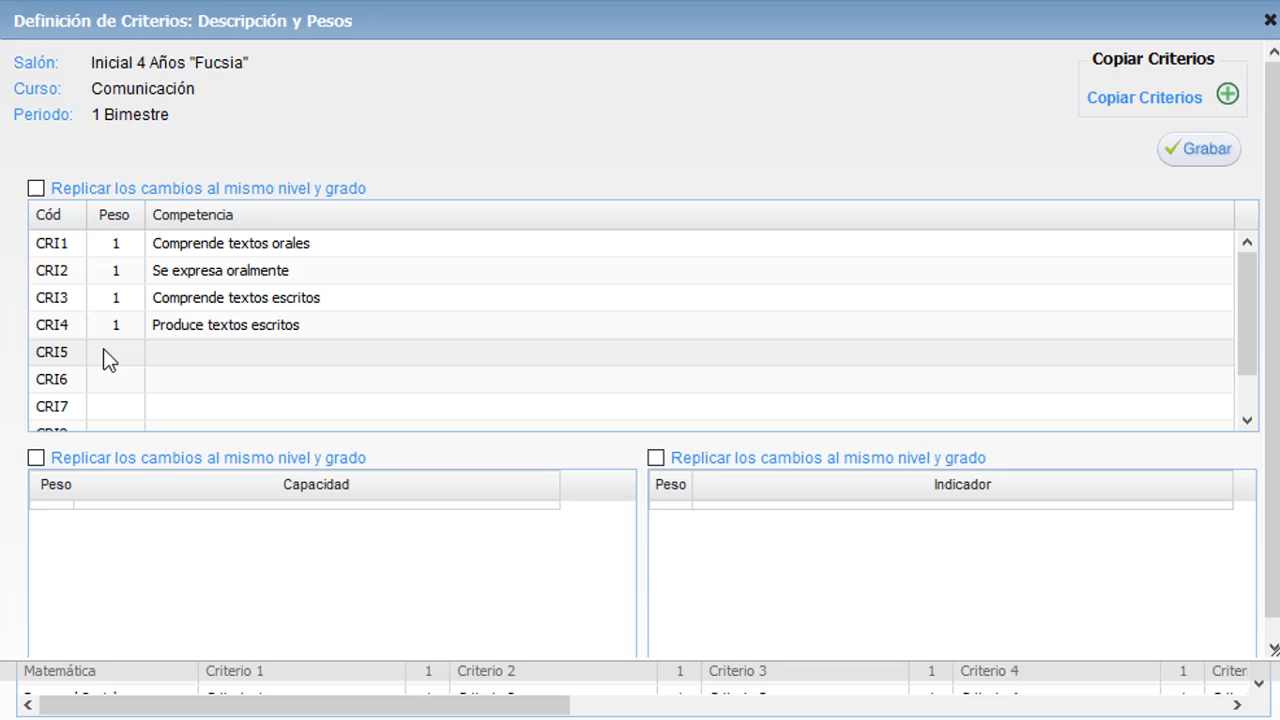 Definición de Criterios: Descripción y Pesos
Salón: Inicial 4 Años "Fucsia"
Curso: Comunicación
Periodo: 1 Bimestre
Copiar Criterios
Copiar Criterios
Grabar
Replicar los cambios al mismo nivel y grado
Cód Peso Competencia
CRI1 1 Comprende textos orales
CRI2 1 Se expresa oralmente
CRI3 1 Comprende textos escritos
CRI4 1 Produce textos escritos
CRI5
CRI6
CRI7
Replicar los cambios al mismo nivel y grado
Peso Capacidad
Replicar los cambios al mismo nivel y grado
Peso Indicador
Matemática Criterio 1 1 Criterio 2 1 Criterio 3 1 Criterio 4 1 Criter